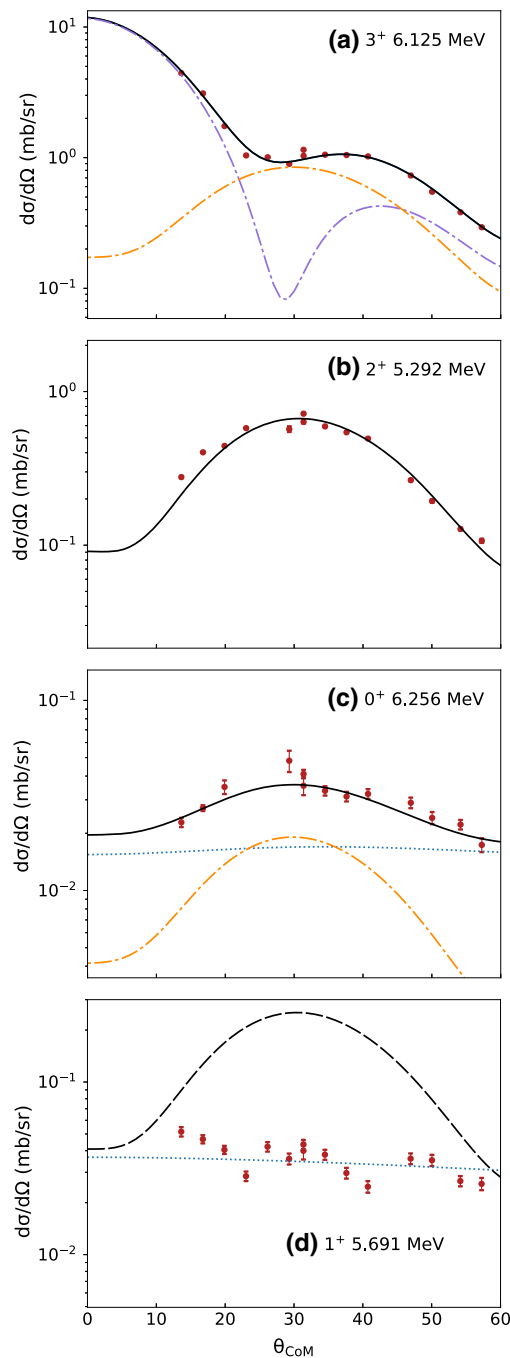 (a) 3⁺ 6.125 MeV
dσ/dΩ (mb/sr)
10¹
10⁰
10⁻¹
(b) 2⁺ 5.292 MeV
dσ/dΩ (mb/sr)
10⁰
10⁻¹
(c) 0⁺ 6.256 MeV
dσ/dΩ (mb/sr)
10⁻¹
10⁻²
dσ/dΩ (mb/sr)
10⁻¹
10⁻²
(d) 1⁺ 5.691 MeV
0 10 20 30 40 50 60
θCoM